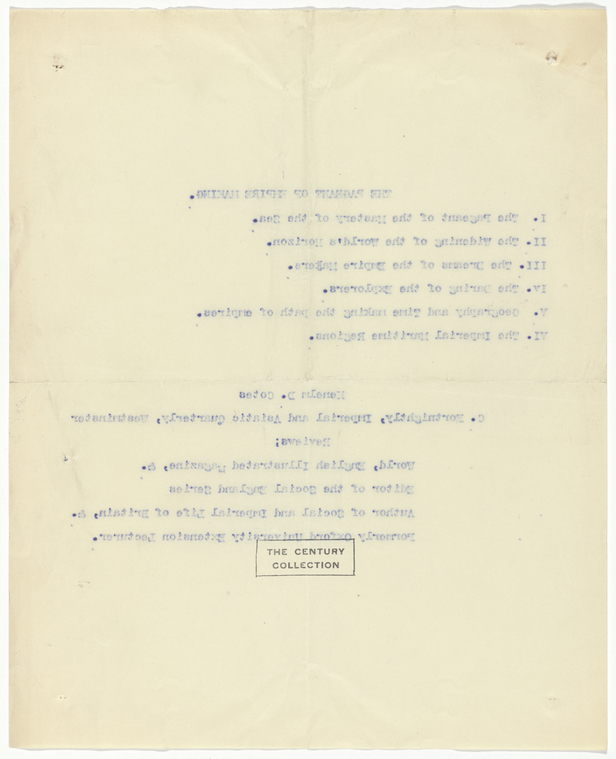 THE PAGEANT OF EMPIRE MAKING.
I. The Pageant of the Mastery of the Sea.
II. The Widening of the World's Horizon.
III. The Dreams of the Empire Makers.
IV. The Daring of the Explorers.
V. Geography and Time making the path of empires.
VI. The Imperial Maritime Regions.
Kenelm D. Cotes
C. Fortnightly, Imperial and Asiatic Quarterly, Westminster
Reviews;
World, English Illustrated Magazine, &.
Editor of the Social England Series
Author of Social and Imperial Life of Britain, &.
Formerly Oxford University Extension Lecturer.
THE CENTURY
COLLECTION